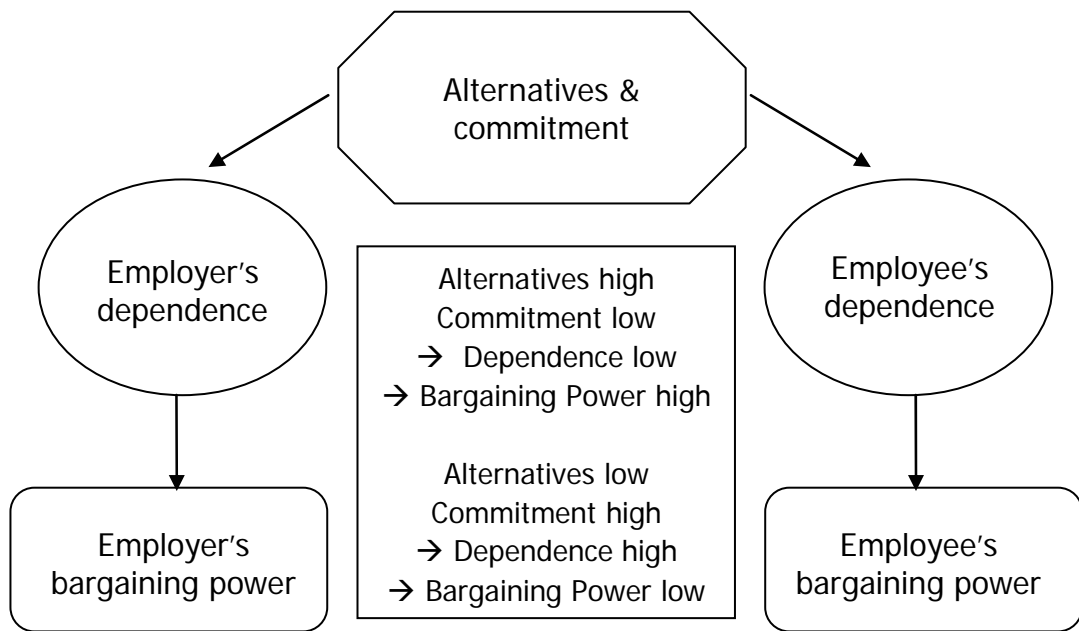 Alternatives &
commitment
Employer's
dependence
Alternatives high
Commitment low
→ Dependence low
→ Bargaining Power high
Alternatives low
Commitment high
→ Dependence high
→ Bargaining Power low
Employee's
dependence
Employer's
bargaining power
Employee's
bargaining power